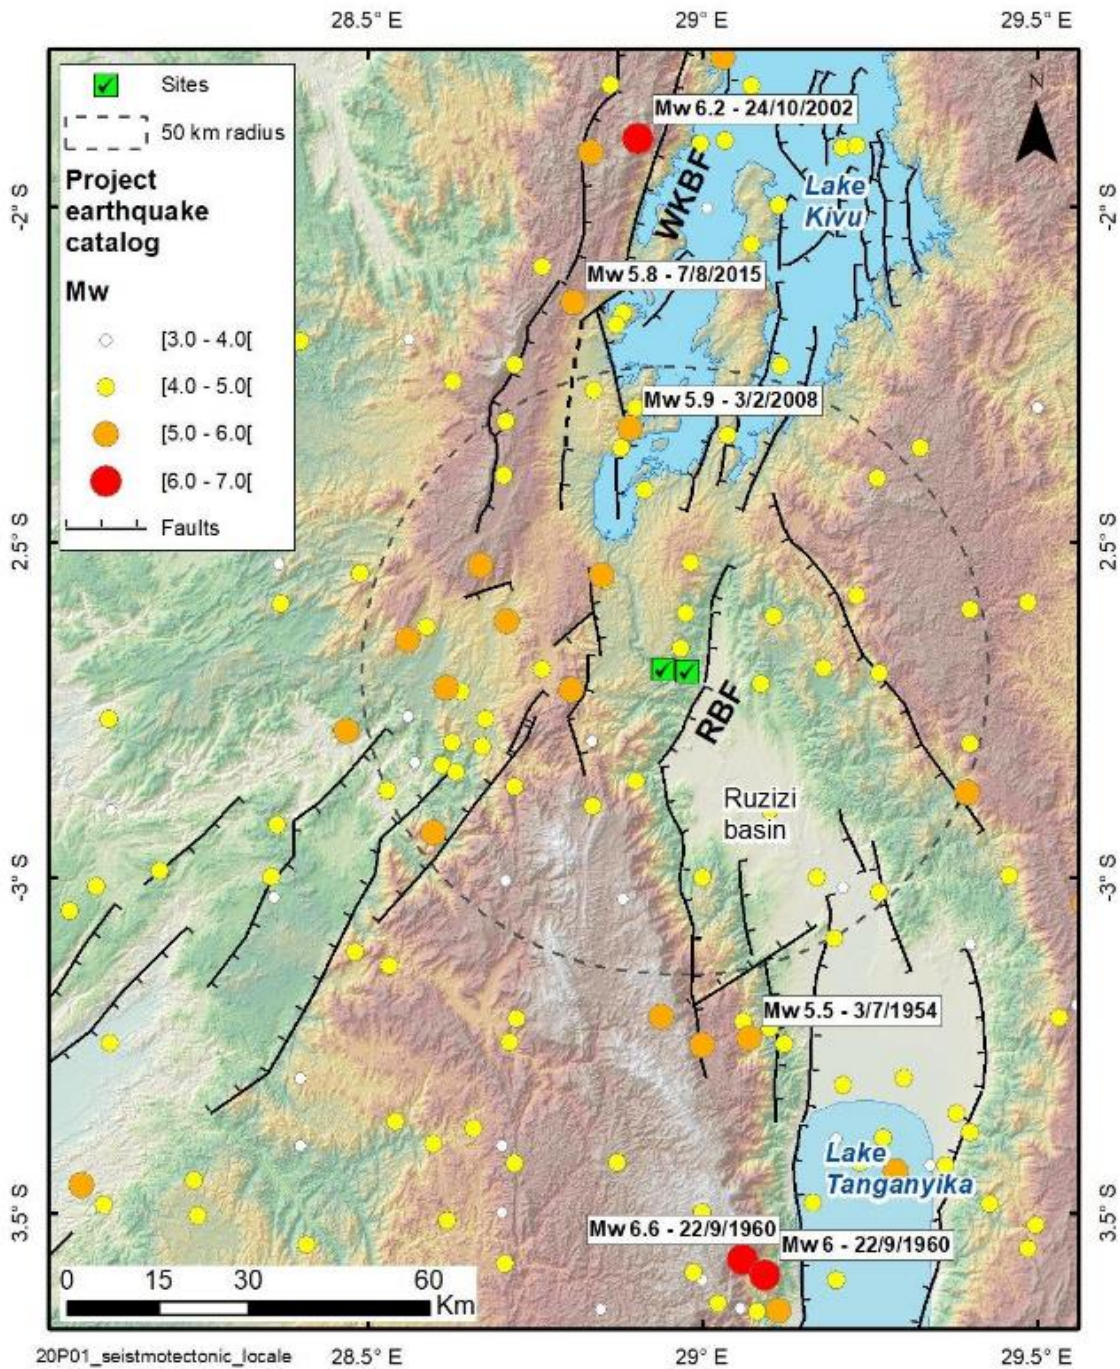 28.5° E
29° E
29.5° E
Sites
50 km radius
Project
earthquake
catalog
Mw
[3.0 - 4.0[
[4.0 - 5.0[
[5.0 - 6.0[
[6.0 - 7.0[
Faults
N
Mw 6.2 - 24/10/2002
WKBF
Lake
Kivu
-2° S
-2° S
Mw 5.8 - 7/8/2015
Mw 5.9 - 3/2/2008
2.5° S
2.5° S
RBF
Ruzizi
basin
-3° S
-3° S
Mw 5.5 - 3/7/1954
Lake
Tanganyika
3.5° S
3.5° S
Mw 6.6 - 22/9/1960
Mw 6 - 22/9/1960
0 15 30 60
Km
20P01_seistmotectonic_locale
28.5° E
29° E
29.5° E